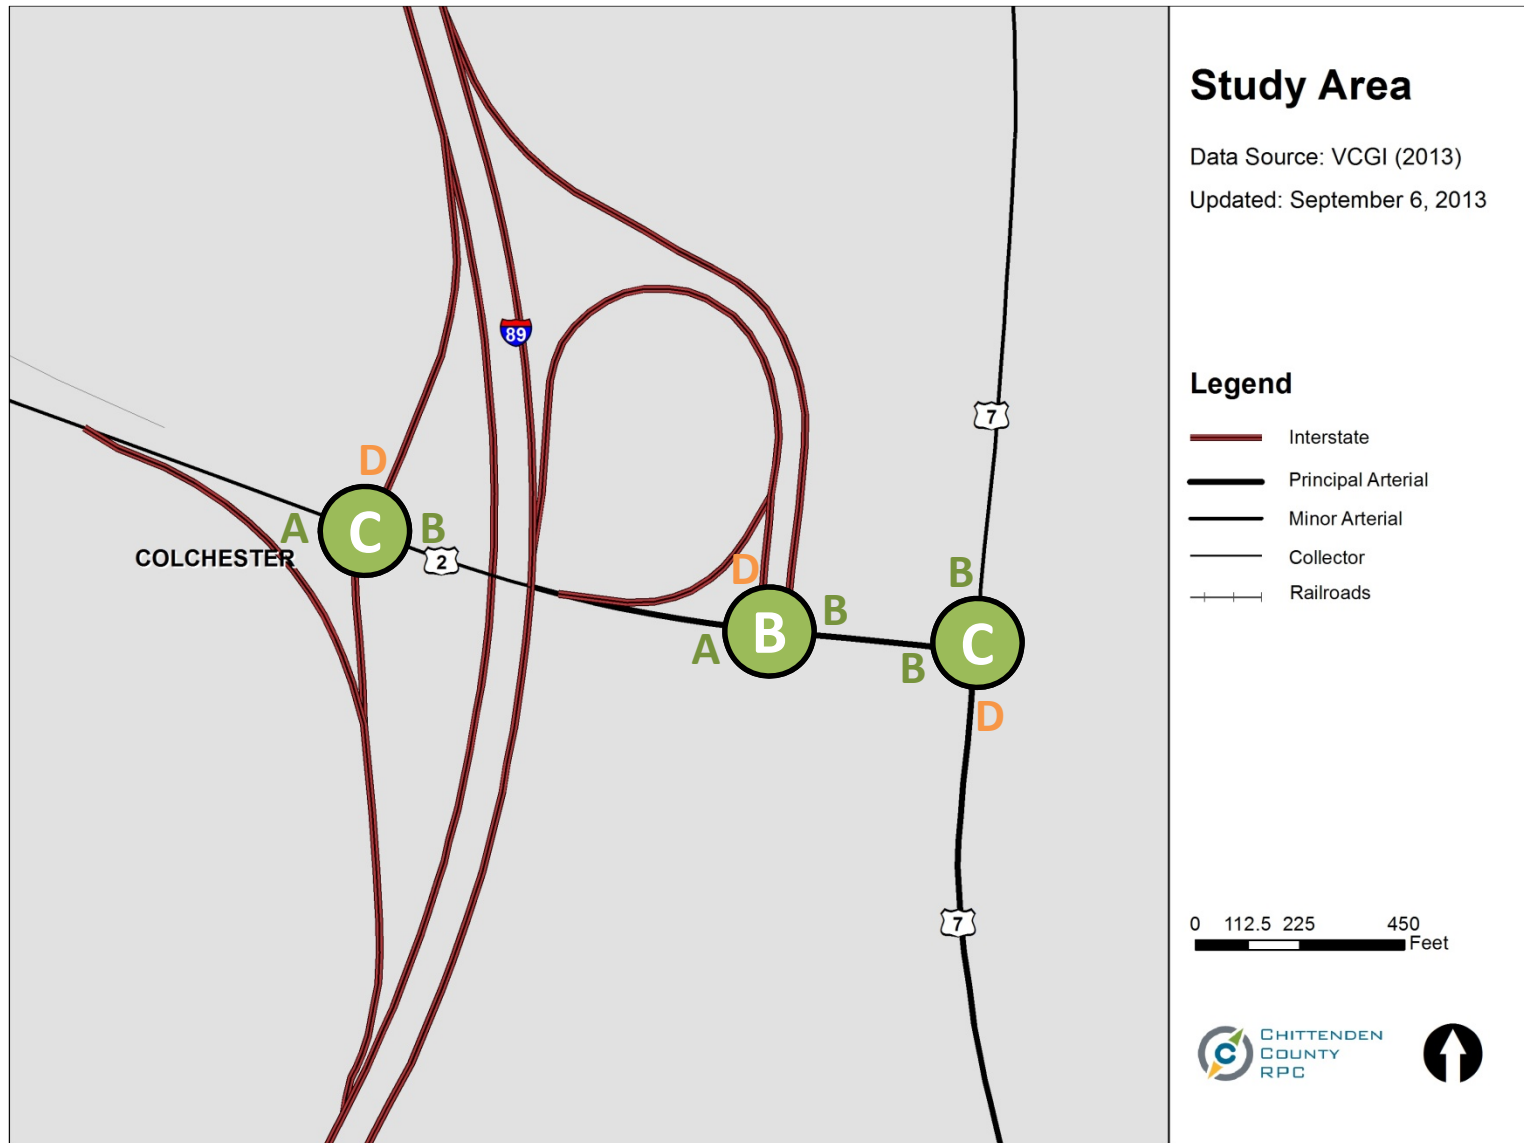 Study Area
Data Source: VCGI (2013)
Updated: September 6, 2013
89
7
Legend
Interstate
Principal Arterial
Minor Arterial
Collector
Railroads
D
A
C
B
2
COLCHESTER
D
B
A
B
B
C
B
D
7
0 112.5 225 450
Feet
C
CHITTENDEN
COUNTY
RPC